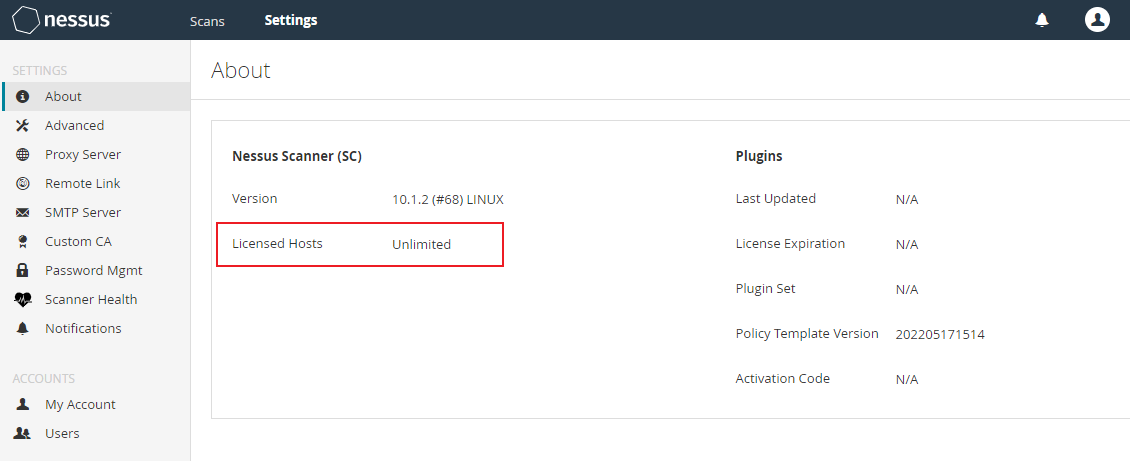 nessus
Scans
Settings
SETTINGS
About
Advanced
Proxy Server
Remote Link
SMTP Server
Custom CA
Password Mgmt
Scanner Health
Notifications
ACCOUNTS
My Account
Users
About
Nessus Scanner (SC)
Version 10.1.2 (#68) LINUX
Licensed Hosts Unlimited
Plugins
Last Updated N/A
License Expiration N/A
Plugin Set N/A
Policy Template Version 202205171514
Activation Code N/A